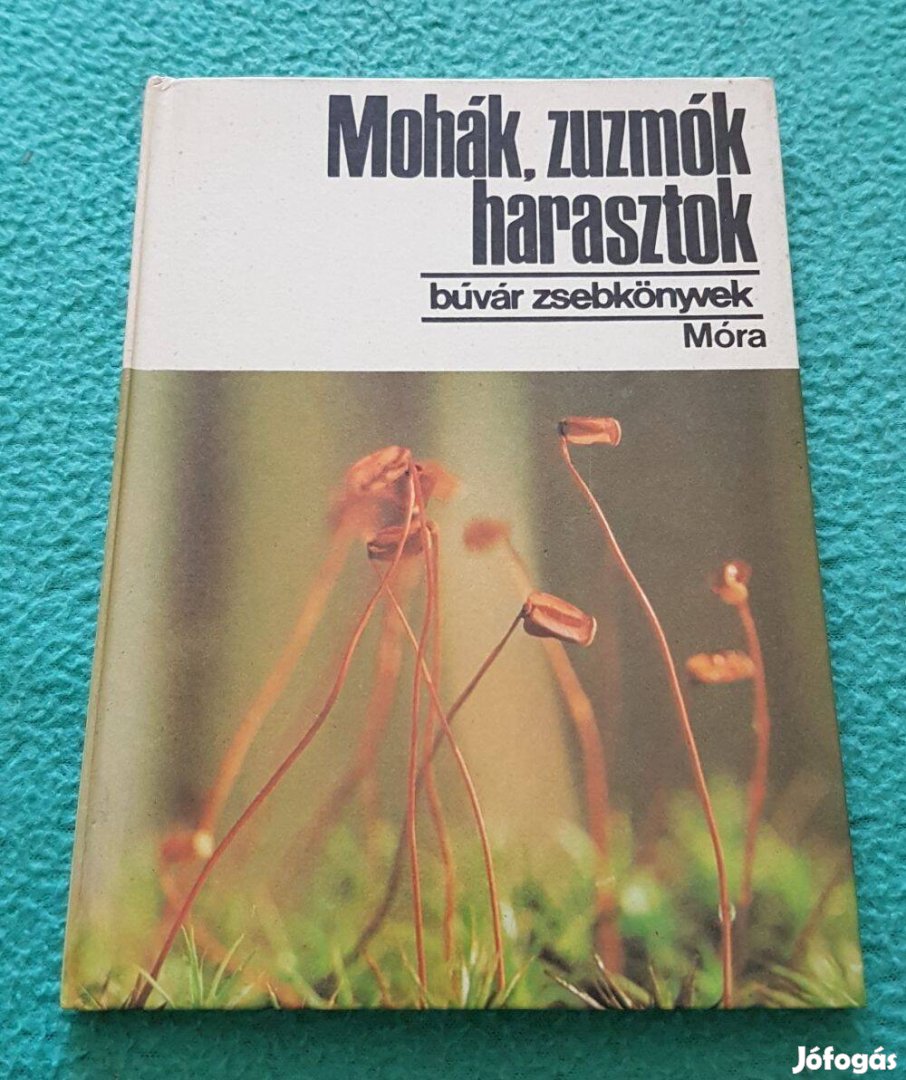 Mohák, zuzmók
harasztok
búvár zsebkönyvek
Móra
Jófogás